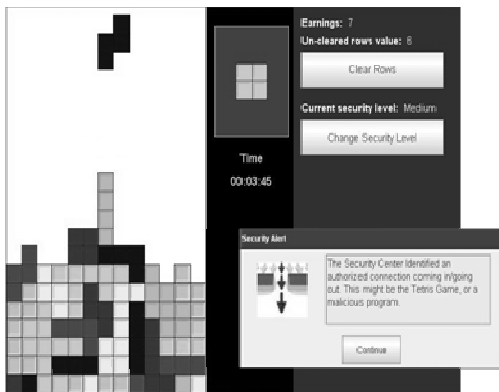 Earnings: 7
Un-cleared rows value: 6
Clear Rows
Current security level: Medium
Change Security Level
Time
00:03:45
Security Alert
The Security Center Identified an
authorized connection coming in/going
out. This might be the Tetris Game, or a
malicious program.
Continue